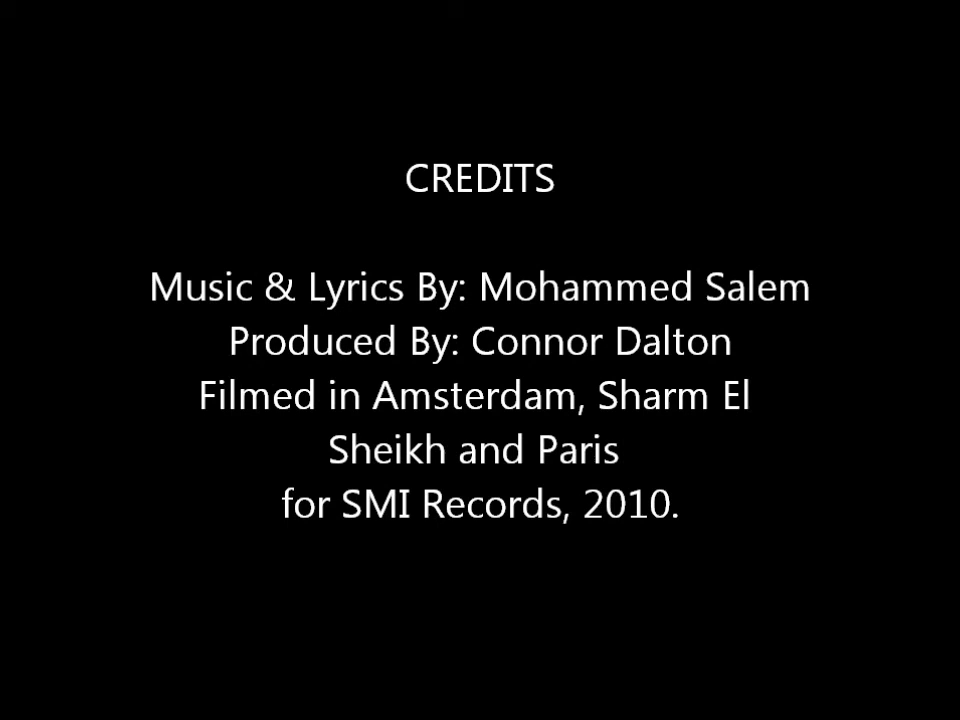 CREDITS
Music & Lyrics By: Mohammed Salem
Produced By: Connor Dalton
Filmed in Amsterdam, Sharm El
Sheikh and Paris
for SMI Records, 2010.